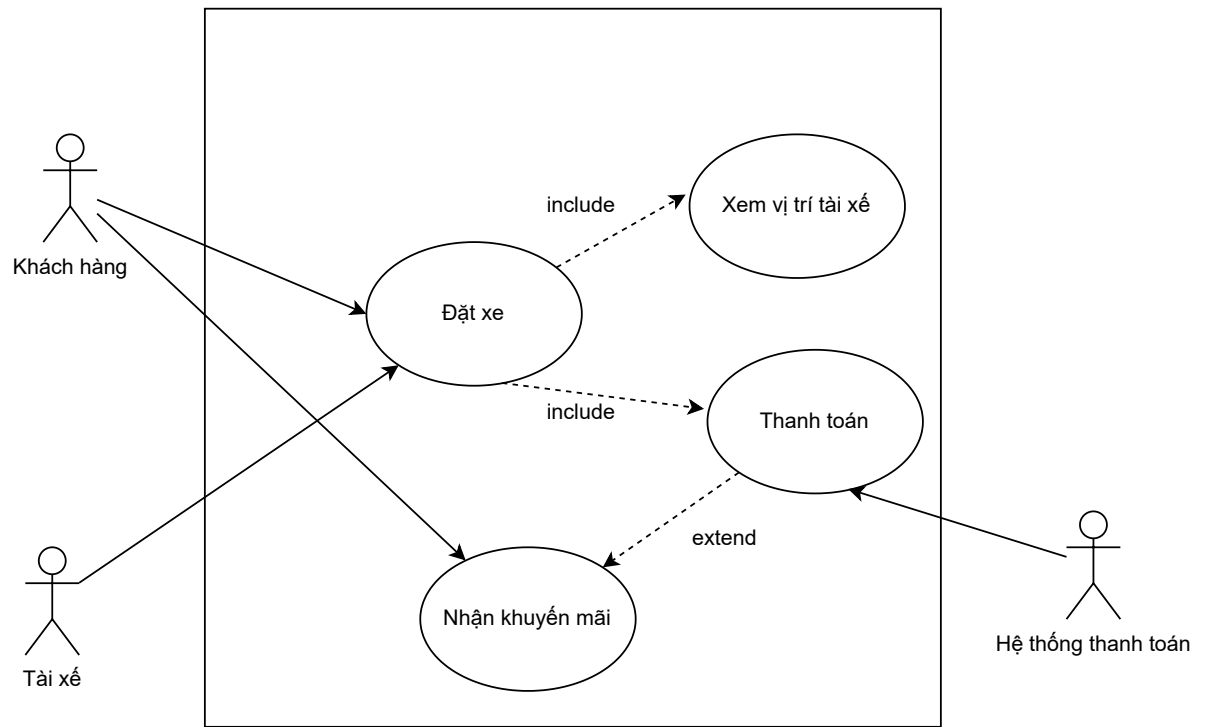 Khách hàng
include
Xem vị trí tài xế
Đặt xe
include
Thanh toán
extend
Nhận khuyến mãi
Tài xế
Hệ thống thanh toán